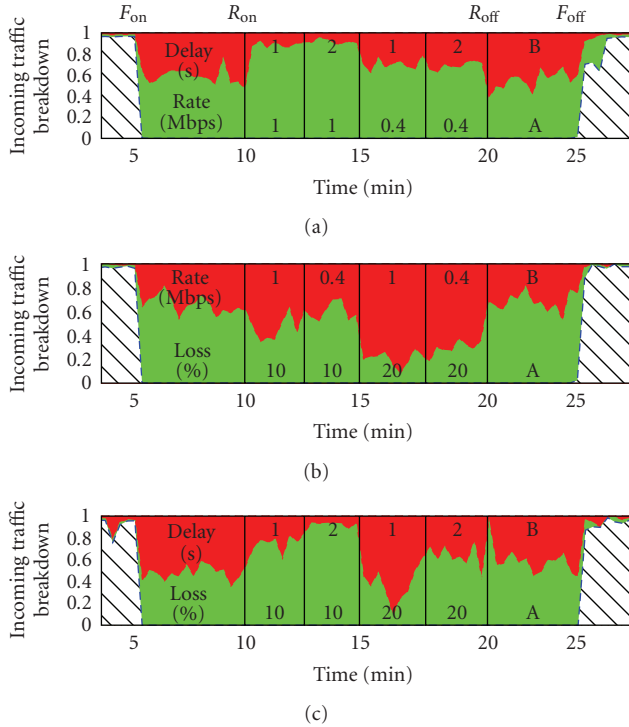 F on R on R off F off
Incoming traffic breakdown
1
0.8
0.6
0.4
0.2
0
Delay (s) 1 2 1 2 B
Rate (Mbps) 1 1 0.4 0.4 A
5 10 15 20 25
Time (min)
(a)
Incoming traffic breakdown
1
0.8
0.6
0.4
0.2
0
Rate (Mbps) 1 0.4 1 0.4 B
Loss (%) 10 10 20 20 A
5 10 15 20 25
Time (min)
(b)
Incoming traffic breakdown
1
0.8
0.6
0.4
0.2
0
Delay (s) 1 2 1 2 B
Loss (%) 10 10 20 20 A
5 10 15 20 25
Time (min)
(c)